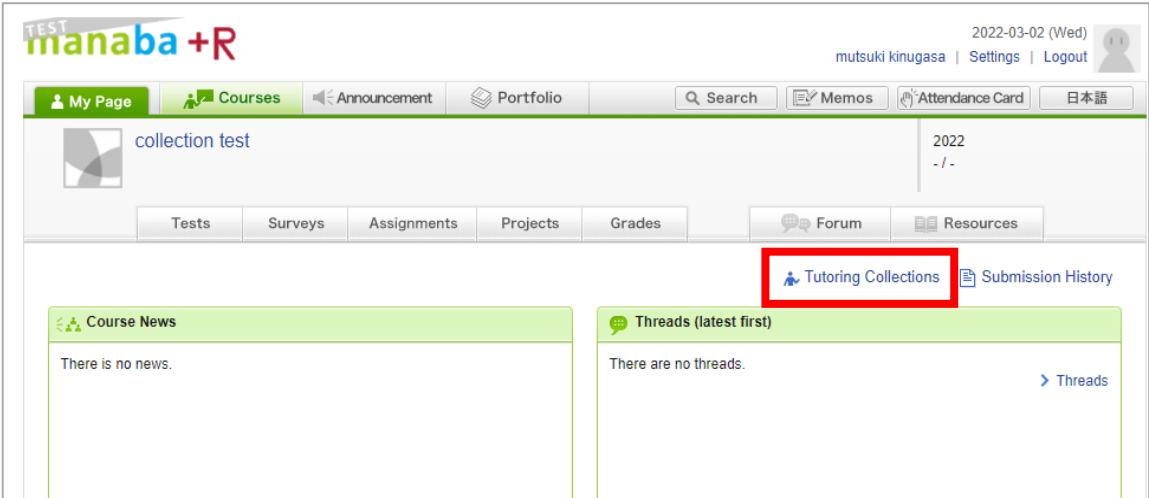 TEST
manaba +R
2022-03-02 (Wed)
mutsuki kinugasa | Settings | Logout
My Page Courses Announcement Portfolio Search Memos Attendance Card 日本語
collection test
2022
- / -
Tests Surveys Assignments Projects Grades Forum Resources
Tutoring Collections Submission History
Course News
There is no news.
Threads (latest first)
There are no threads.
Threads